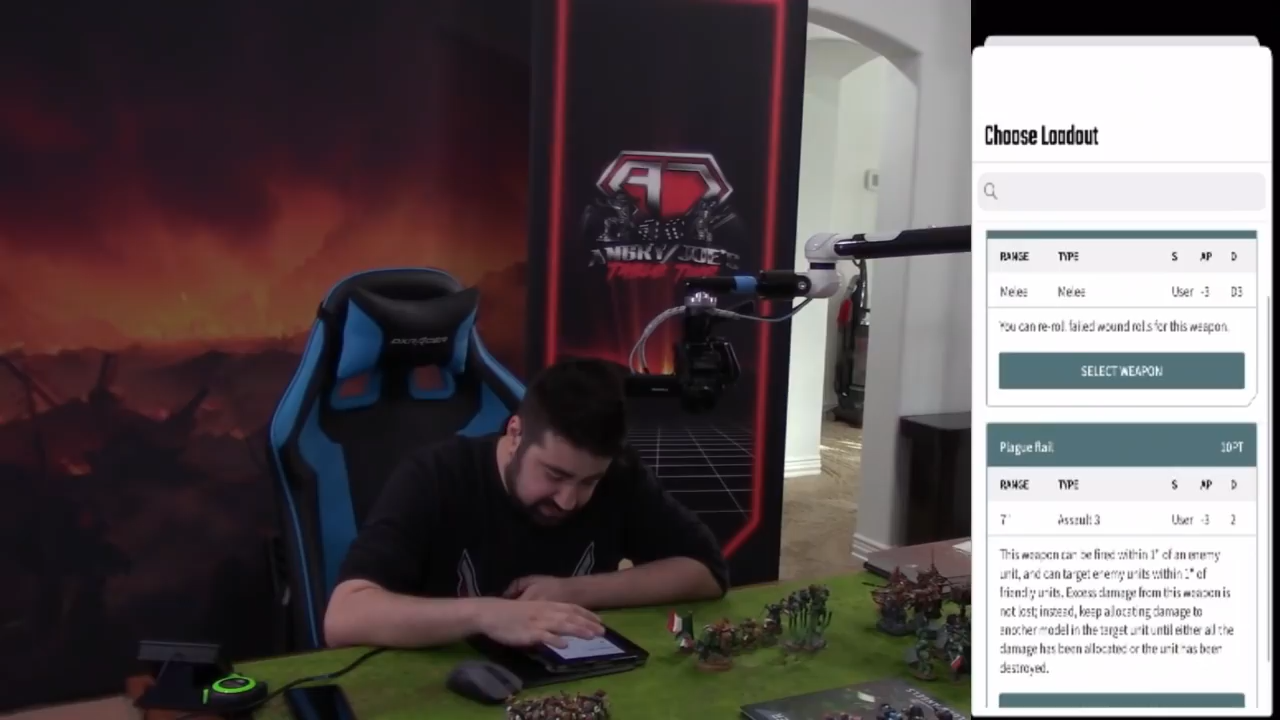 ANGRY JOE'S
Choose Loadout
RANGE TYPE S AP D
Melee Melee User -3 D3
You can re-roll failed wound rolls for this weapon.
SELECT WEAPON
Plague flail 10PT
RANGE TYPE S AP D
7" Assault 3 User -3 2
This weapon can be fired within 1" of an enemy
unit, and can target enemy units within 1" of
friendly units. Excess damage from this weapon is
not lost; instead, keep allocating damage to
another model in the target unit until either all the
damage has been allocated or the unit has been
destroyed.